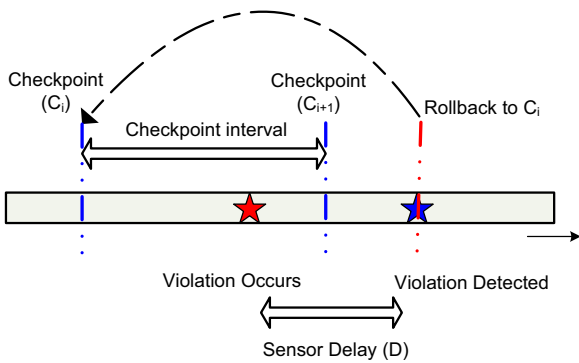 Checkpoint
(Ci)
Checkpoint
(Ci+1)
Rollback to Ci
Checkpoint interval
Violation Occurs
Violation Detected
Sensor Delay (D)